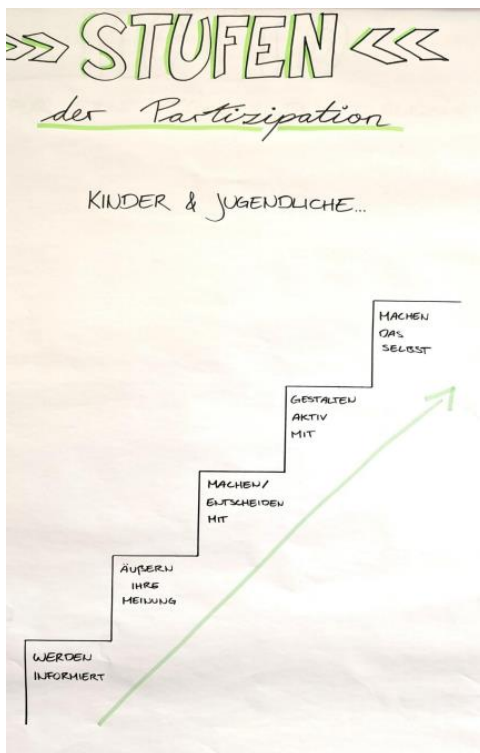 STUFEN
der Partizipation
KINDER & JUGENDLICHE...
MACHEN
DAS
SELBST
GESTALTEN
AKTIV
MIT
MACHEN/
ENTSCHEIDEN
MIT
ÄUßERN
IHRE
MEINUNG
WERDEN
INFORMIERT